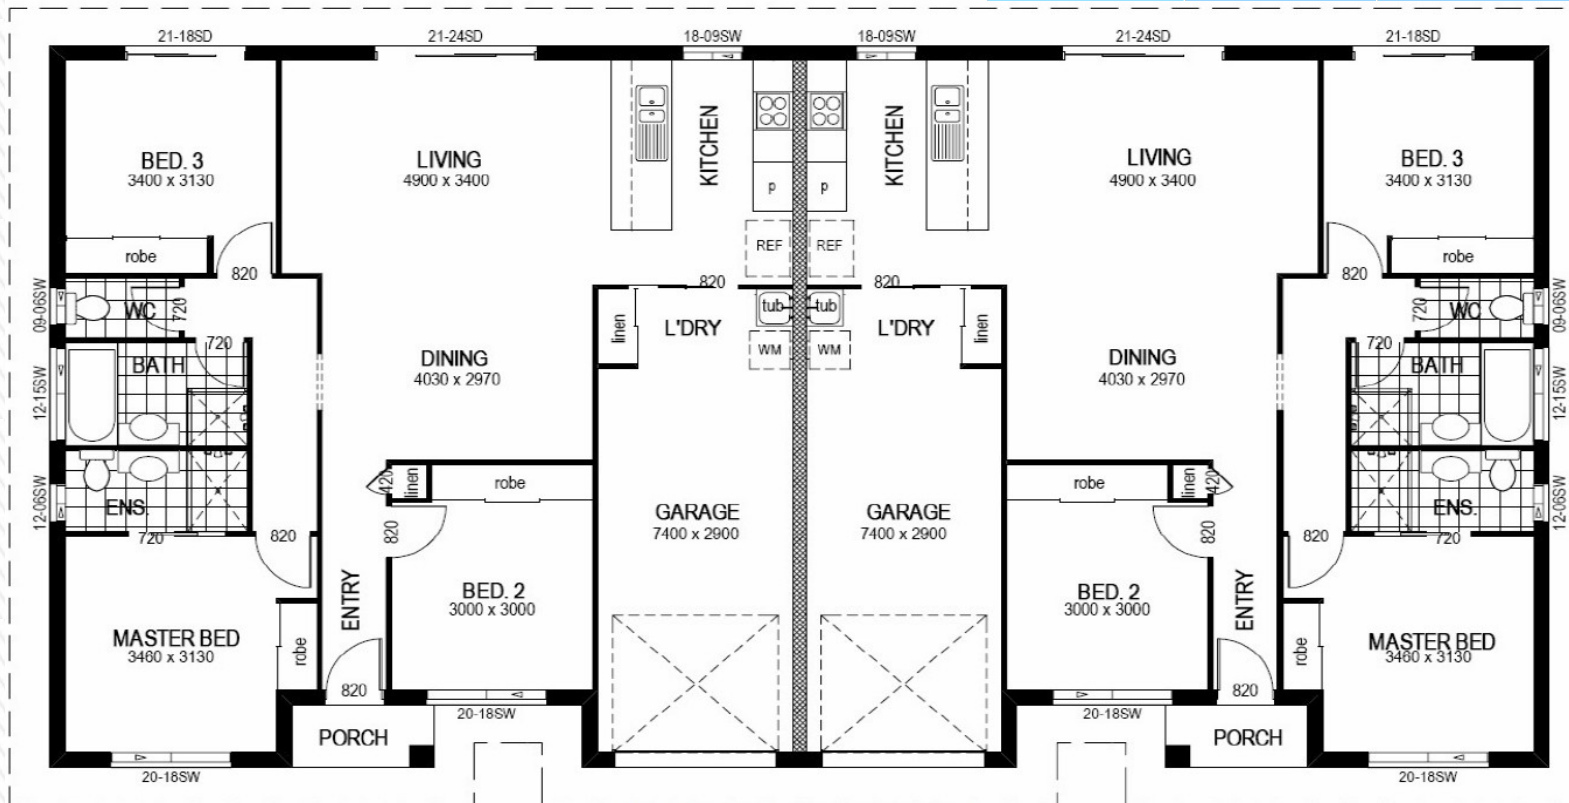 21-18SD 21-24SD 18-09SW 18-09SW 21-24SD 21-18SD
BED. 3
3400 x 3130
LIVING
4900 x 3400
KITCHEN
KITCHEN
LIVING
4900 x 3400
BED. 3
3400 x 3130
p
p
robe
820
REF
REF
820
robe
820
820
09-06SW
WC
720
linen
L'DRY
tub
tub
L'DRY
linen
720
WC
09-06SW
720
WM
WM
720
BATH
DINING
4030 x 2970
DINING
4030 x 2970
BATH
12-15SW
12-15SW
420
linen
robe
robe
linen
420
12-06SW
ENS.
GARAGE
7400 x 2900
GARAGE
7400 x 2900
ENS.
12-06SW
720
820
820
820
820
720
ENTRY
BED. 2
3000 x 3000
BED. 2
3000 x 3000
ENTRY
MASTER BED
3460 x 3130
robe
robe
MASTER BED
3460 x 3130
820
820
20-18SW
20-18SW
PORCH
PORCH
20-18SW
20-18SW